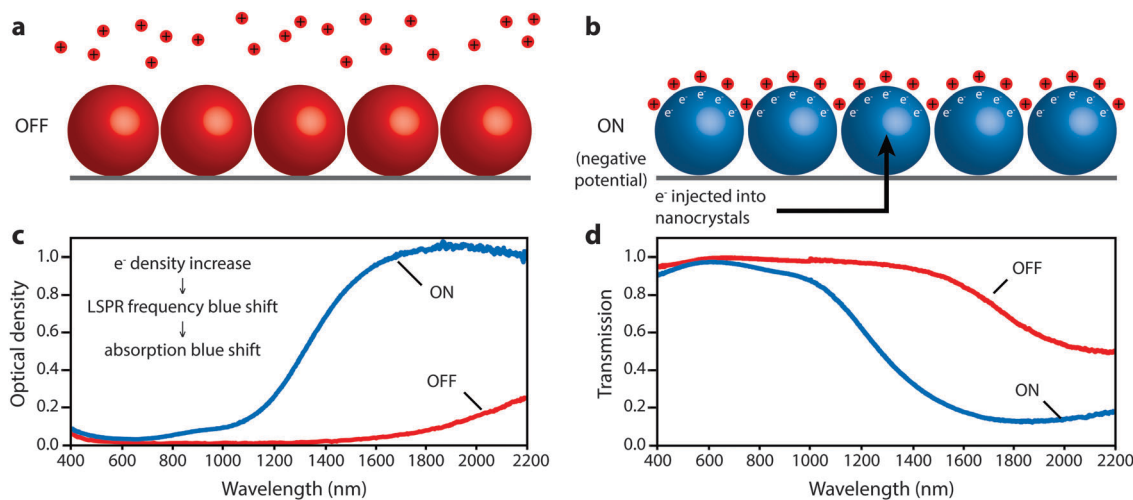 a
+ + + + + + + + + + + + + + + + + +
OFF
b
+ + + + + + + + + + + + + + + + + + + + +
e⁻ e⁻ e⁻ e⁻ e⁻ e⁻ e⁻ e⁻ e⁻ e⁻ e⁻ e⁻ e⁻ e⁻ e⁻ e⁻ e⁻ e⁻ e⁻ e⁻ e⁻ e⁻ e⁻ e⁻ e⁻
ON
(negative
potential)
e⁻ injected into
nanocrystals
c
Optical density
1.0
0.8
0.6
0.4
0.2
0.0
e⁻ density increase
↓
LSPR frequency blue shift
↓
absorption blue shift
ON
OFF
400 600 800 1000 1200 1400 1600 1800 2000 2200
Wavelength (nm)
d
Transmission
1.0
0.8
0.6
0.4
0.2
0.0
OFF
ON
400 600 800 1000 1200 1400 1600 1800 2000 2200
Wavelength (nm)